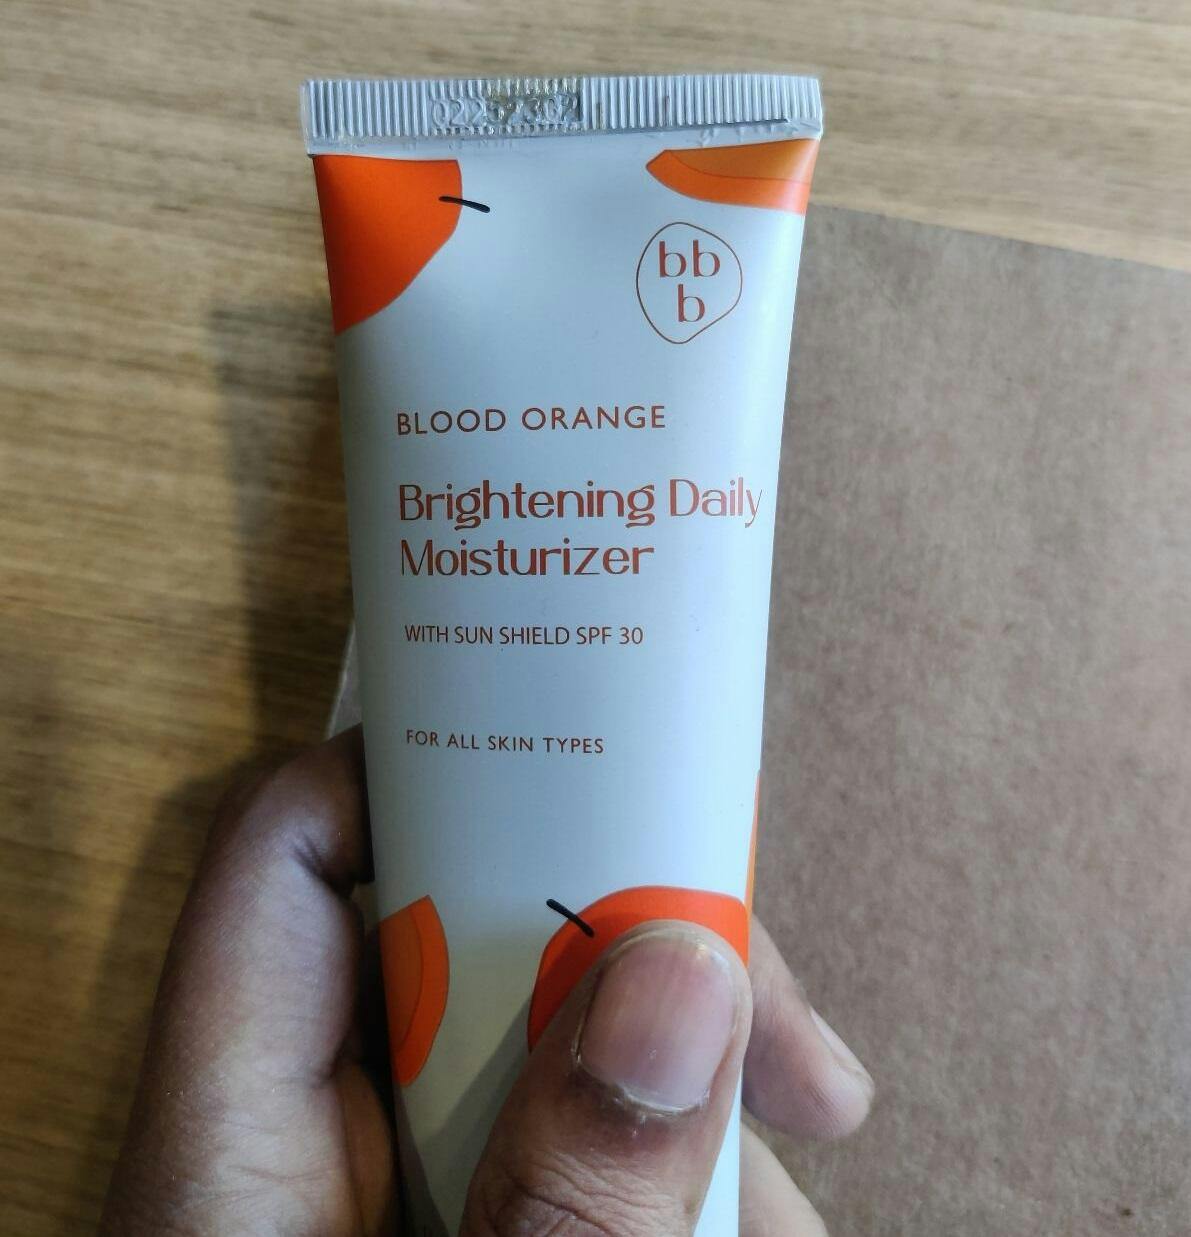 bb
b
BLOOD ORANGE
Brightening Daily
Moisturizer
WITH SUN SHIELD SPF 30
FOR ALL SKIN TYPES